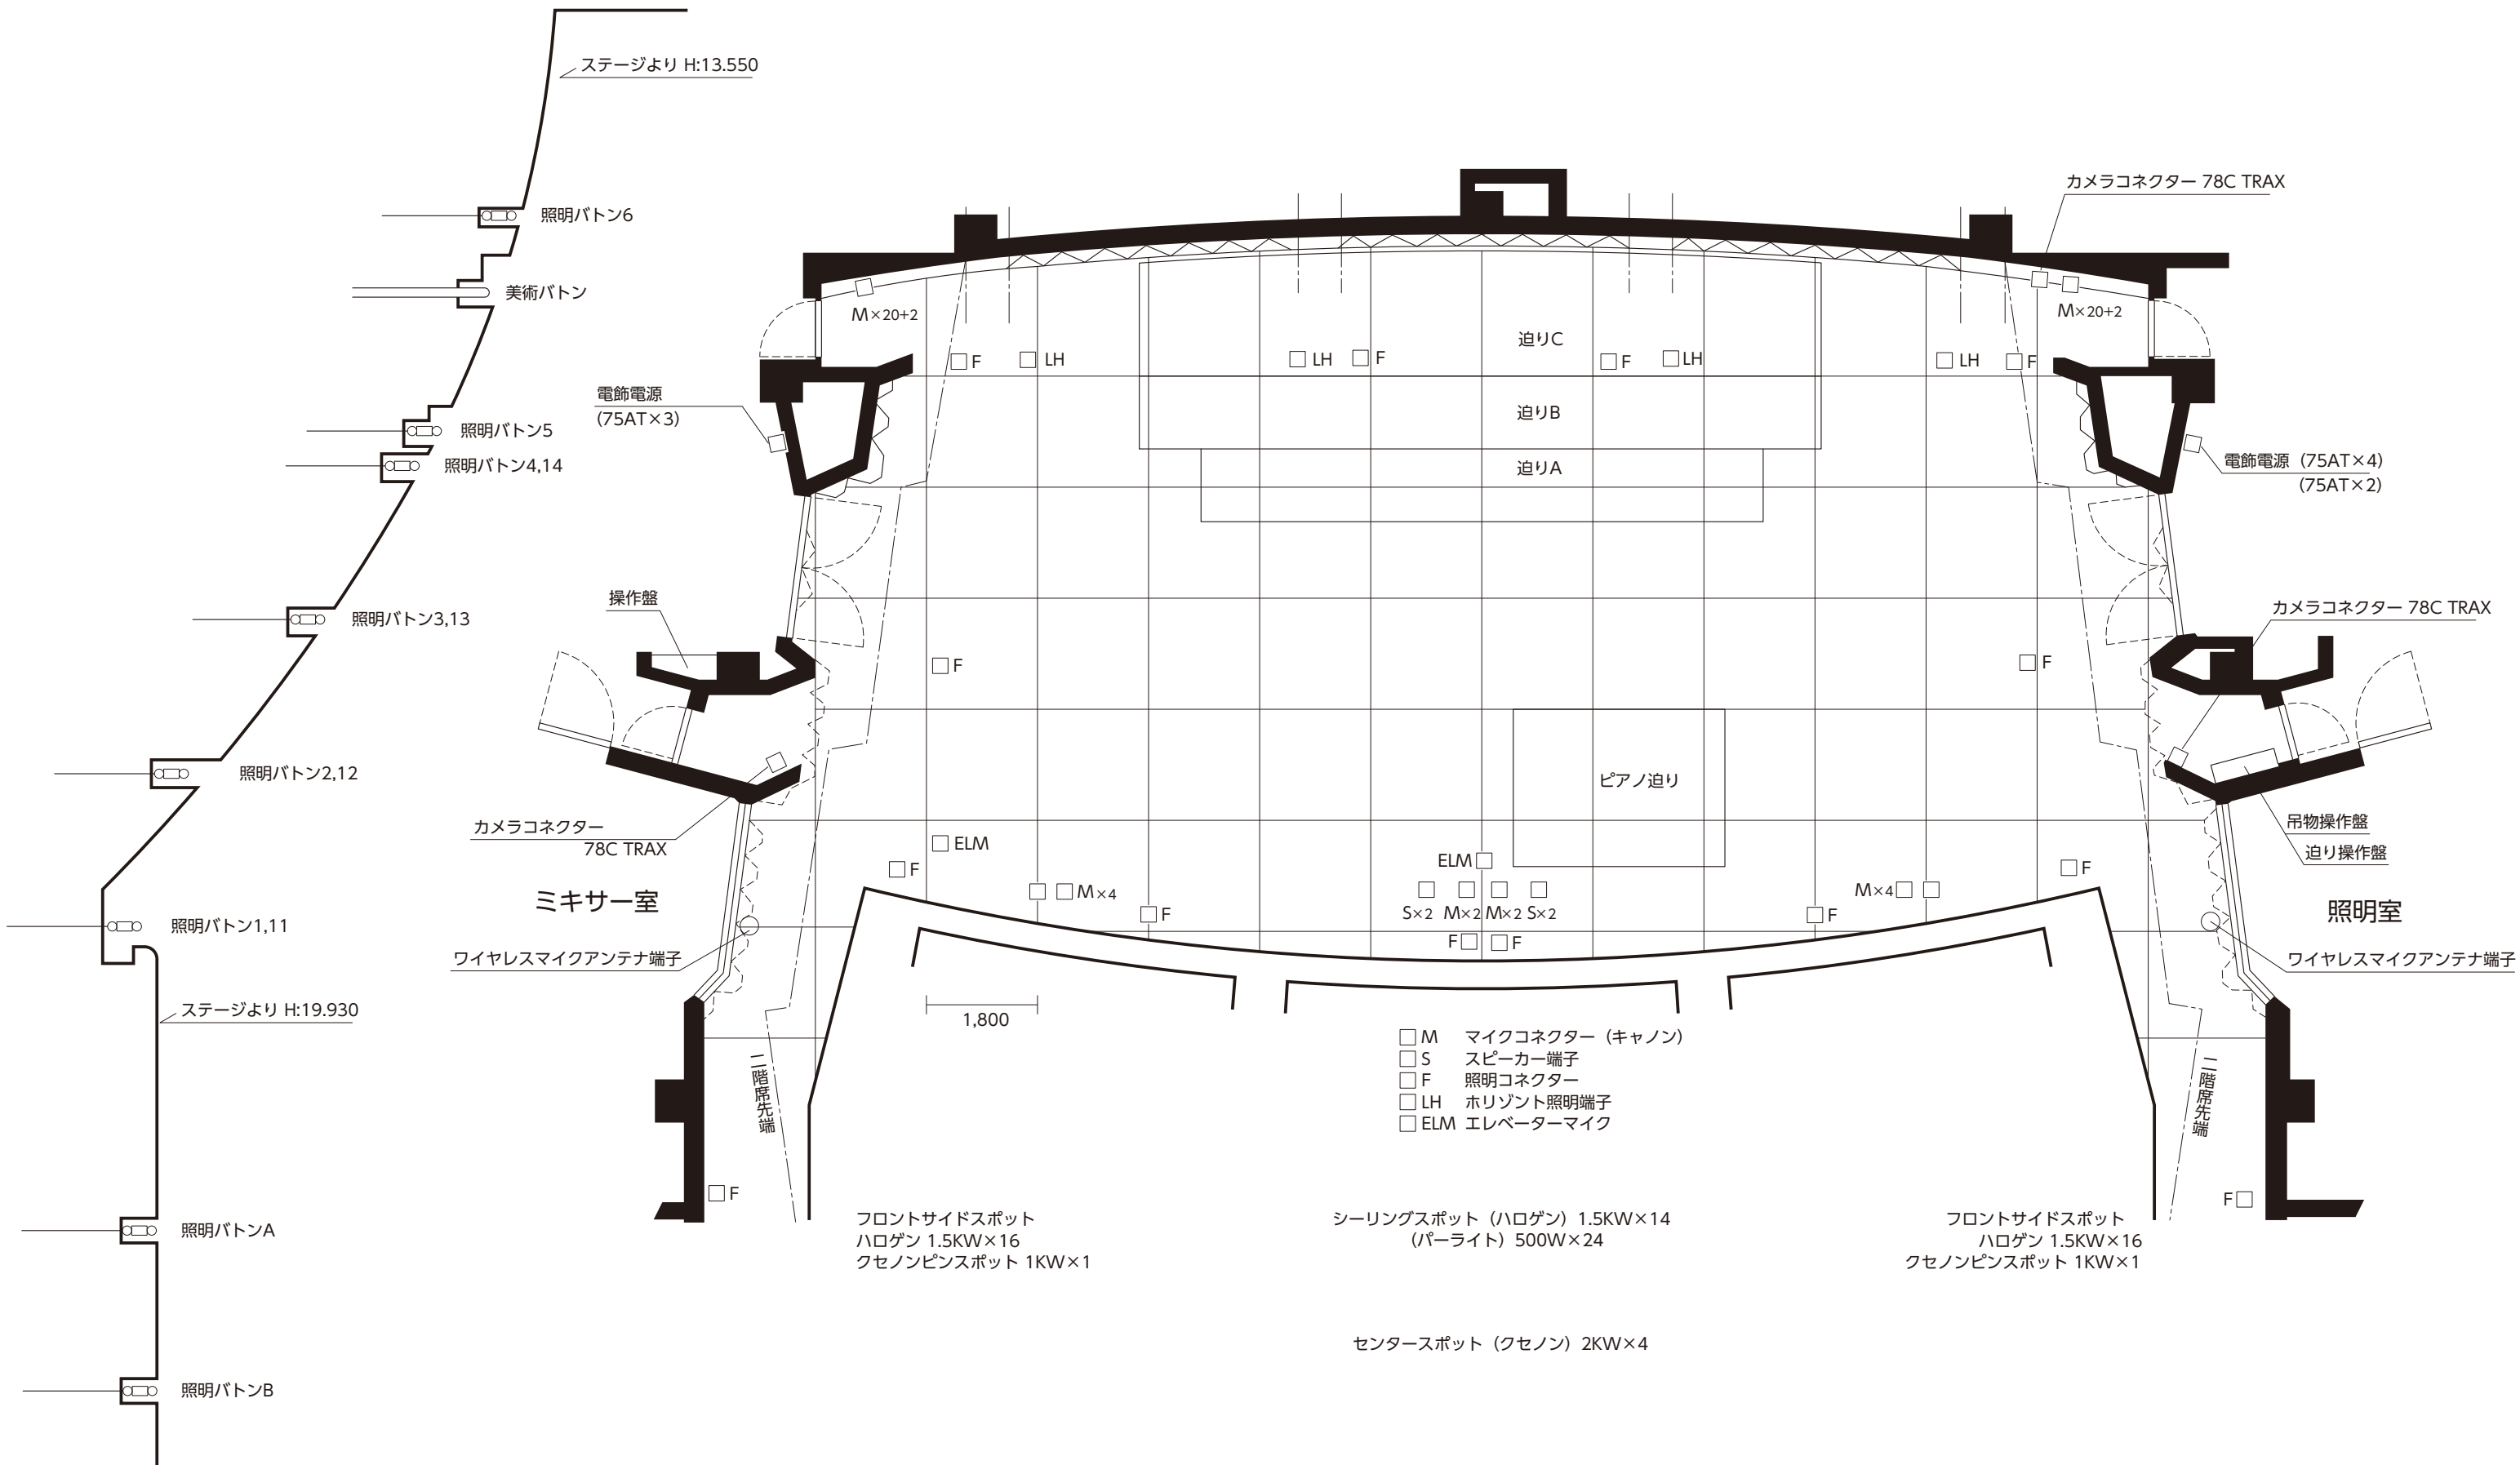 ステージより H:13.550
照明バトン6
美術バトン
照明バトン5
照明バトン4,14
照明バトン3,13
照明バトン2,12
照明バトン1,11
ステージより H:19.930
照明バトンA
照明バトンB
カメラコネクター 78C TRAX
M×20+2
M×20+2
迫りC
F
LH
LH
F
F
LH
LH
F
電飾電源
(75AT×3)
迫りB
迫りA
電飾電源（75AT×4）
(75AT×2)
操作盤
カメラコネクター 78C TRAX
F
F
ピアノ迫り
カメラコネクター
78C TRAX
吊物操作盤
迫り操作盤
ELM
ELM
F
F
ミキサー室
照明室
M×4
M×4
S×2
M×2
M×2
S×2
F
F
F
F
ワイヤレスマイクアンテナ端子
ワイヤレスマイクアンテナ端子
1,800
M マイクコネクター（キャノン）
S スピーカー端子
F 照明コネクター
LH ホリゾント照明端子
ELM エレベーターマイク
二階席先端
二階席先端
F
F
フロントサイドスポット
ハロゲン 1.5KW×16
クセノンピンスポット 1KW×1
シーリングスポット（ハロゲン）1.5KW×14
（パーライト）500W×24
フロントサイドスポット
ハロゲン 1.5KW×16
クセノンピンスポット 1KW×1
センタースポット（クセノン）2KW×4